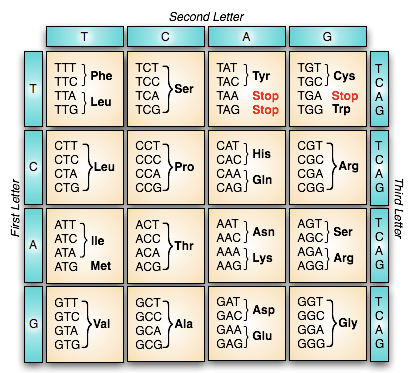 Second Letter
T C A G
First Letter
T
TTT
TTC
Phe
TTA
TTG
Leu
TCT
TCC
TCA
TCG
Ser
TAT
TAC
Tyr
TAA Stop
TAG Stop
TGT
TGC
Cys
TGA Stop
TGG Trp
T
C
A
G
C
CTT
CTC
CTA
CTG
Leu
CCT
CCC
CCA
CCG
Pro
CAT
CAC
His
CAA
CAG
Gln
CGT
CGC
CGA
CGG
Arg
T
C
A
G
A
ATT
ATC
ATA
Ile
ATG Met
ACT
ACC
ACA
ACG
Thr
AAT
AAC
Asn
AAA
AAG
Lys
AGT
AGC
Ser
AGA
AGG
Arg
T
C
A
G
G
GTT
GTC
GTA
GTG
Val
GCT
GCC
GCA
GCG
Ala
GAT
GAC
Asp
GAA
GAG
Glu
GGT
GGC
GGA
GGG
Gly
T
C
A
G
Third Letter